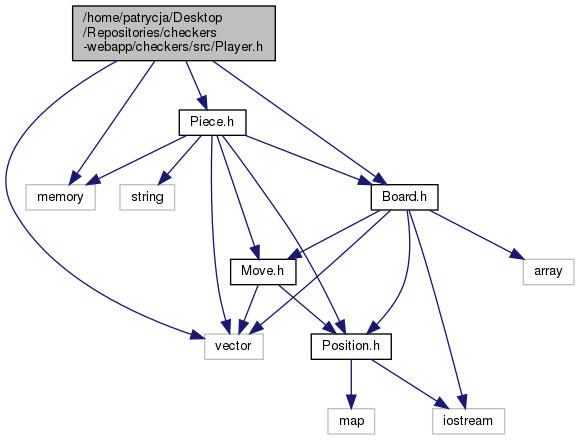 /home/patrycja/Desktop
/Repositories/checkers
-webapp/checkers/src/Player.h
Piece.h
memory
string
Board.h
Move.h
array
vector
Position.h
map
iostream